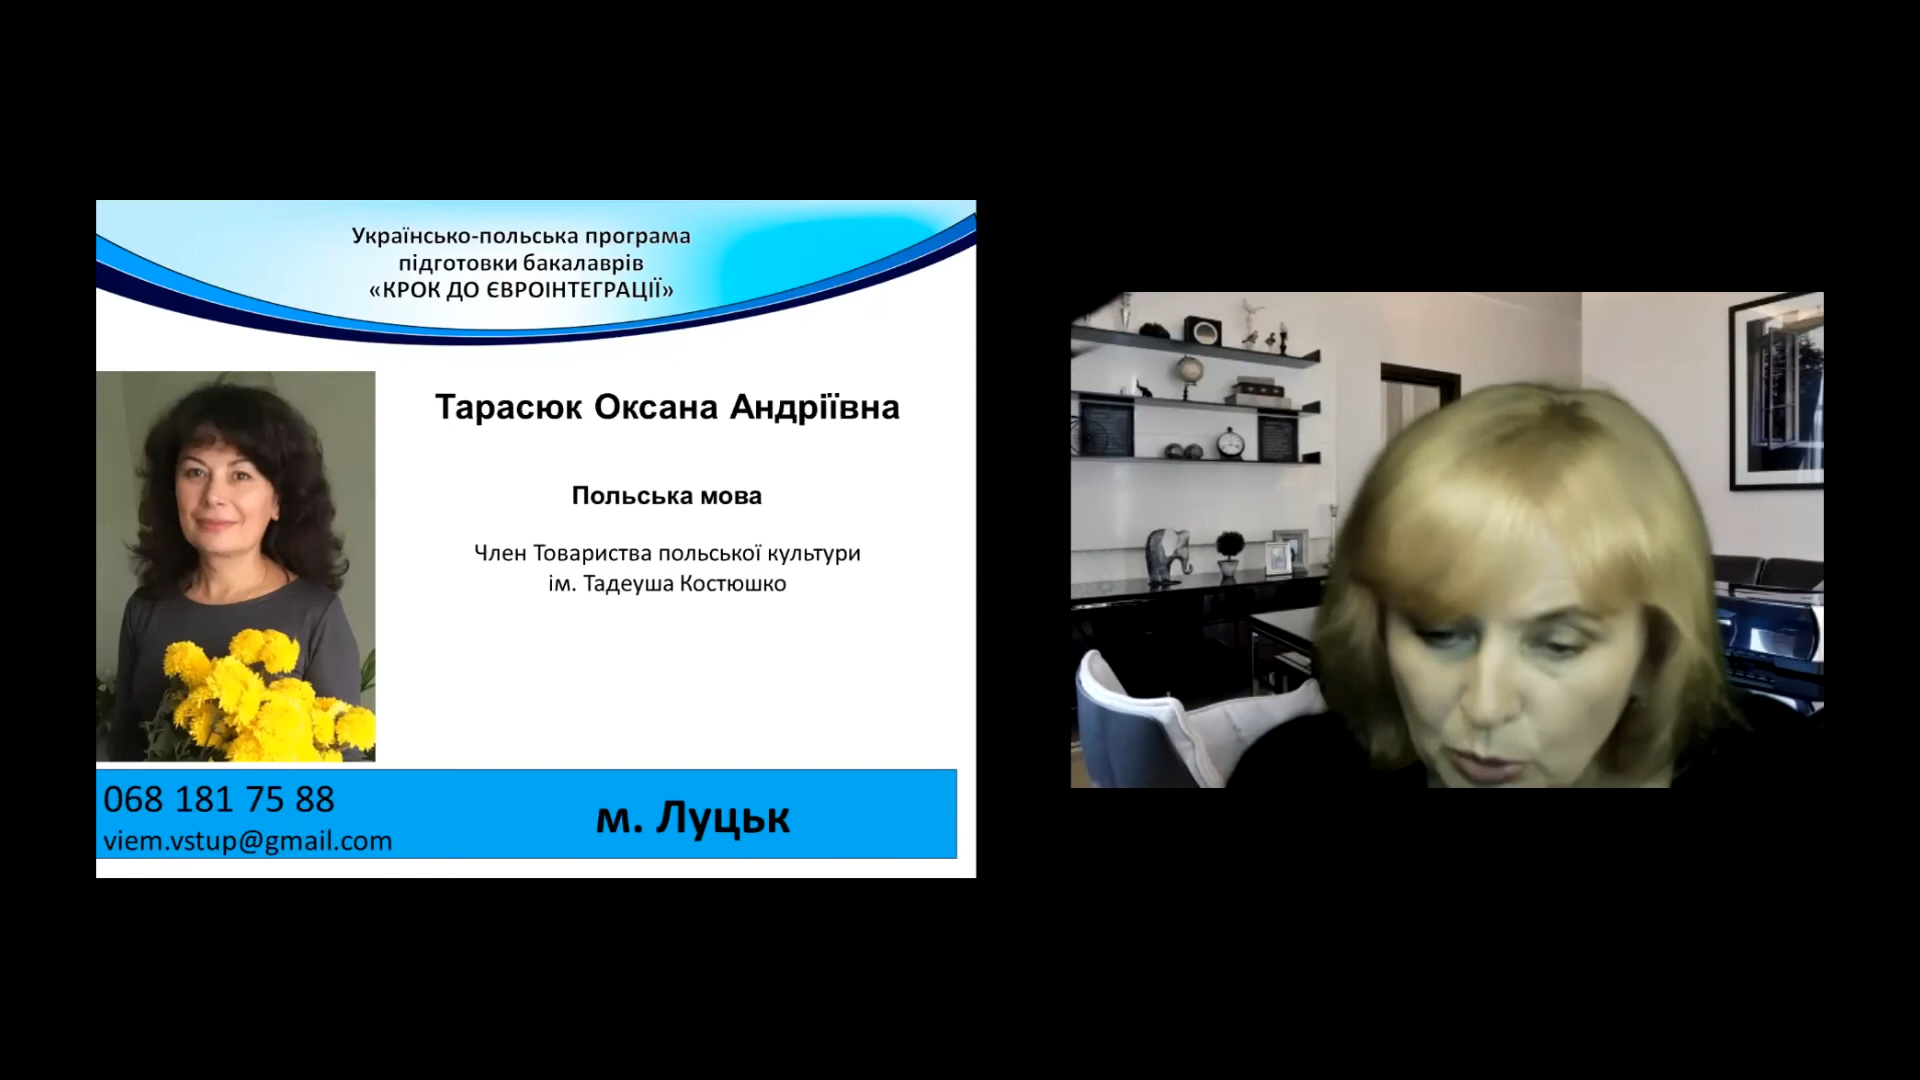 Українсько-польська програма
підготовки бакалаврів
«КРОК ДО ЄВРОІНТЕГРАЦІЇ»
Тарасюк Оксана Андріївна
Польська мова
Член Товариства польської культури
ім. Тадеуша Костюшко
068 181 75 88
viem.vstup@gmail.com
м. Луцьк